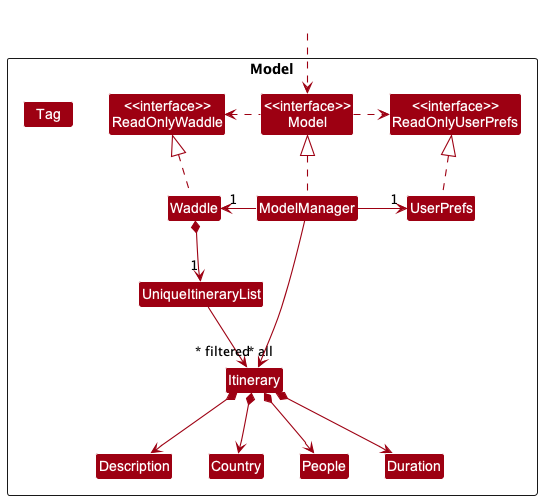 Model
Tag
<<interface>>
ReadOnlyWaddle
<<interface>>
Model
<<interface>>
ReadOnlyUserPrefs
Waddle
1
ModelManager
1
UserPrefs
1
UniqueItineraryList
* filtered
* all
Itinerary
Description
Country
People
Duration